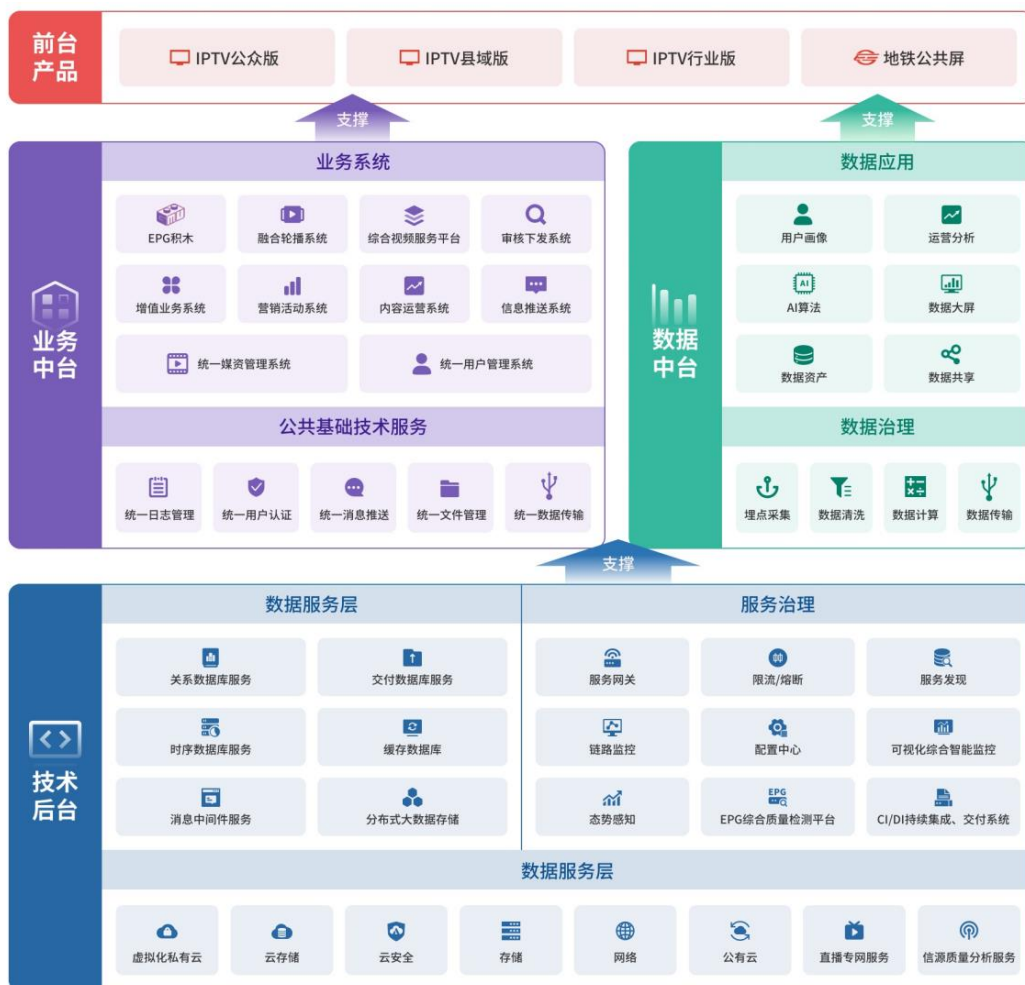 前台
产品
IPTV公众版
IPTV县域版
IPTV行业版
地铁公共屏
支撑
支撑
业务
中台
业务系统
EPG积木
融合轮播系统
综合视频服务平台
审核下发系统
增值业务系统
营销活动系统
内容运营系统
信息推送系统
统一媒资管理系统
统一用户管理系统
公共基础技术服务
统一日志管理
统一用户认证
统一消息推送
统一文件管理
统一数据传输
数据
中台
数据应用
用户画像
运营分析
AI
AI算法
数据大屏
数据资产
数据共享
数据治理
埋点采集
数据清洗
数据计算
数据传输
支撑
技术
后台
数据服务层
关系数据库服务
交付数据库服务
时序数据库服务
缓存数据库
消息中间件服务
分布式大数据存储
服务治理
服务网关
限流/熔断
服务发现
链路监控
配置中心
可视化综合智能监控
态势感知
EPG
EPG综合质量检测平台
CI/DI持续集成、交付系统
数据服务层
虚拟化私有云
云存储
云安全
存储
网络
公有云
直播专网服务
信源质量分析服务